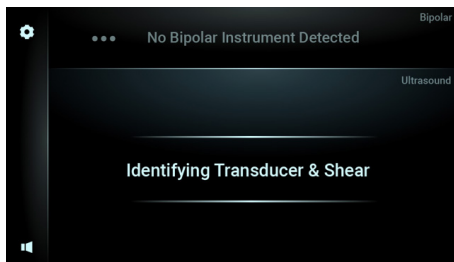 Bipolar
No Bipolar Instrument Detected
Ultrasound
Identifying Transducer & Shear